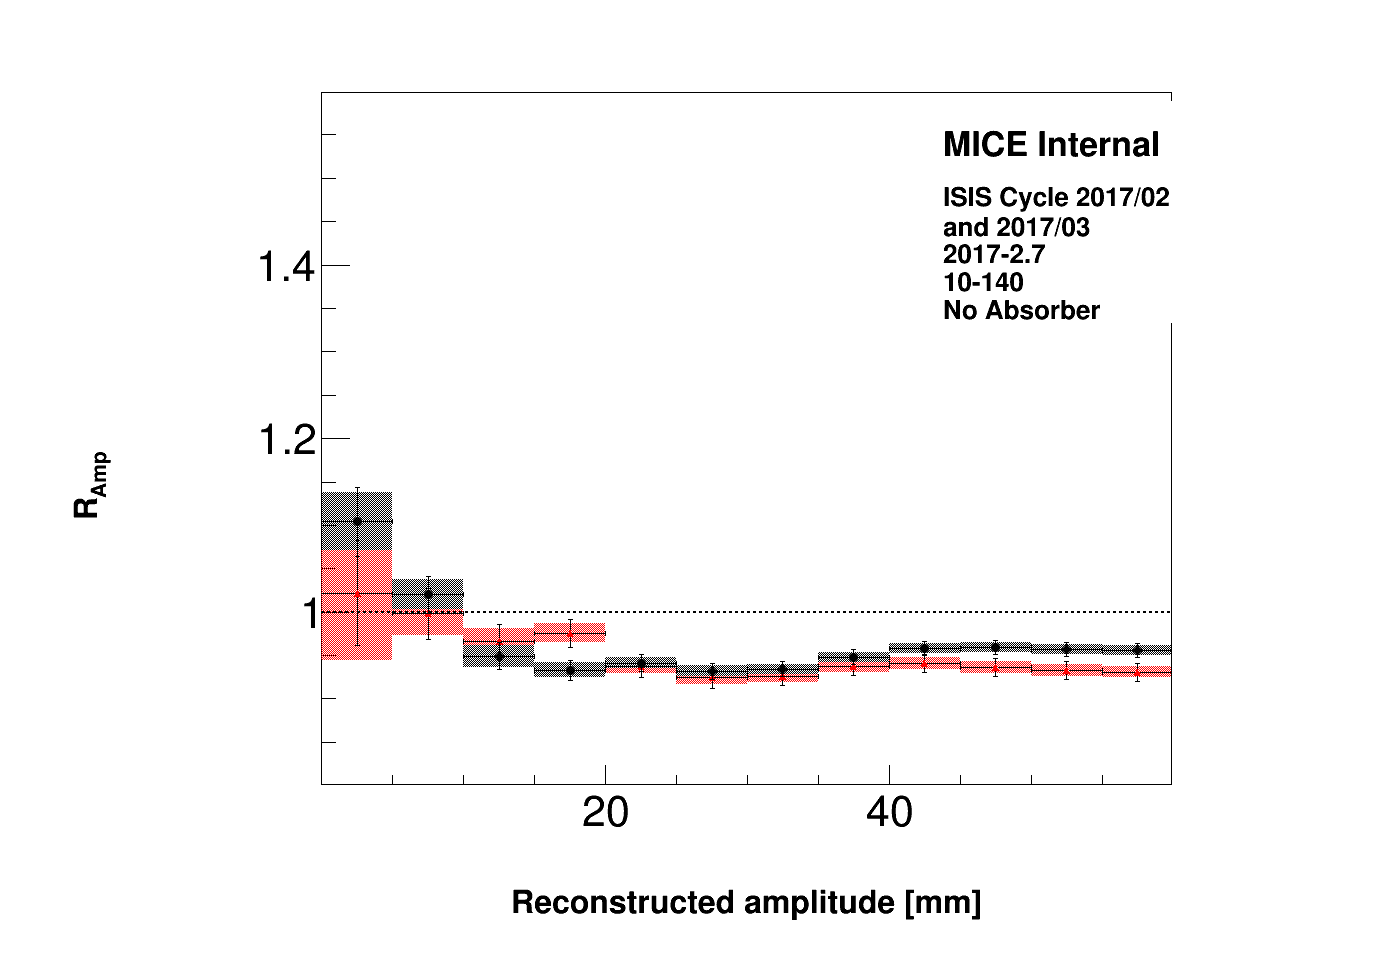 MICE Internal
ISIS Cycle 2017/02
and 2017/03
2017-2.7
10-140
No Absorber
1.4
1.2
1
R_Amp
20
40
Reconstructed amplitude [mm]